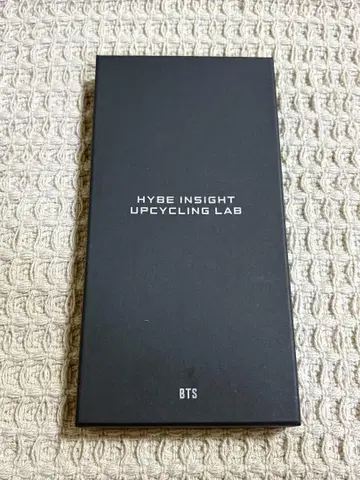 HYBE INSIGHT
UPCYCLING LAB
BTS